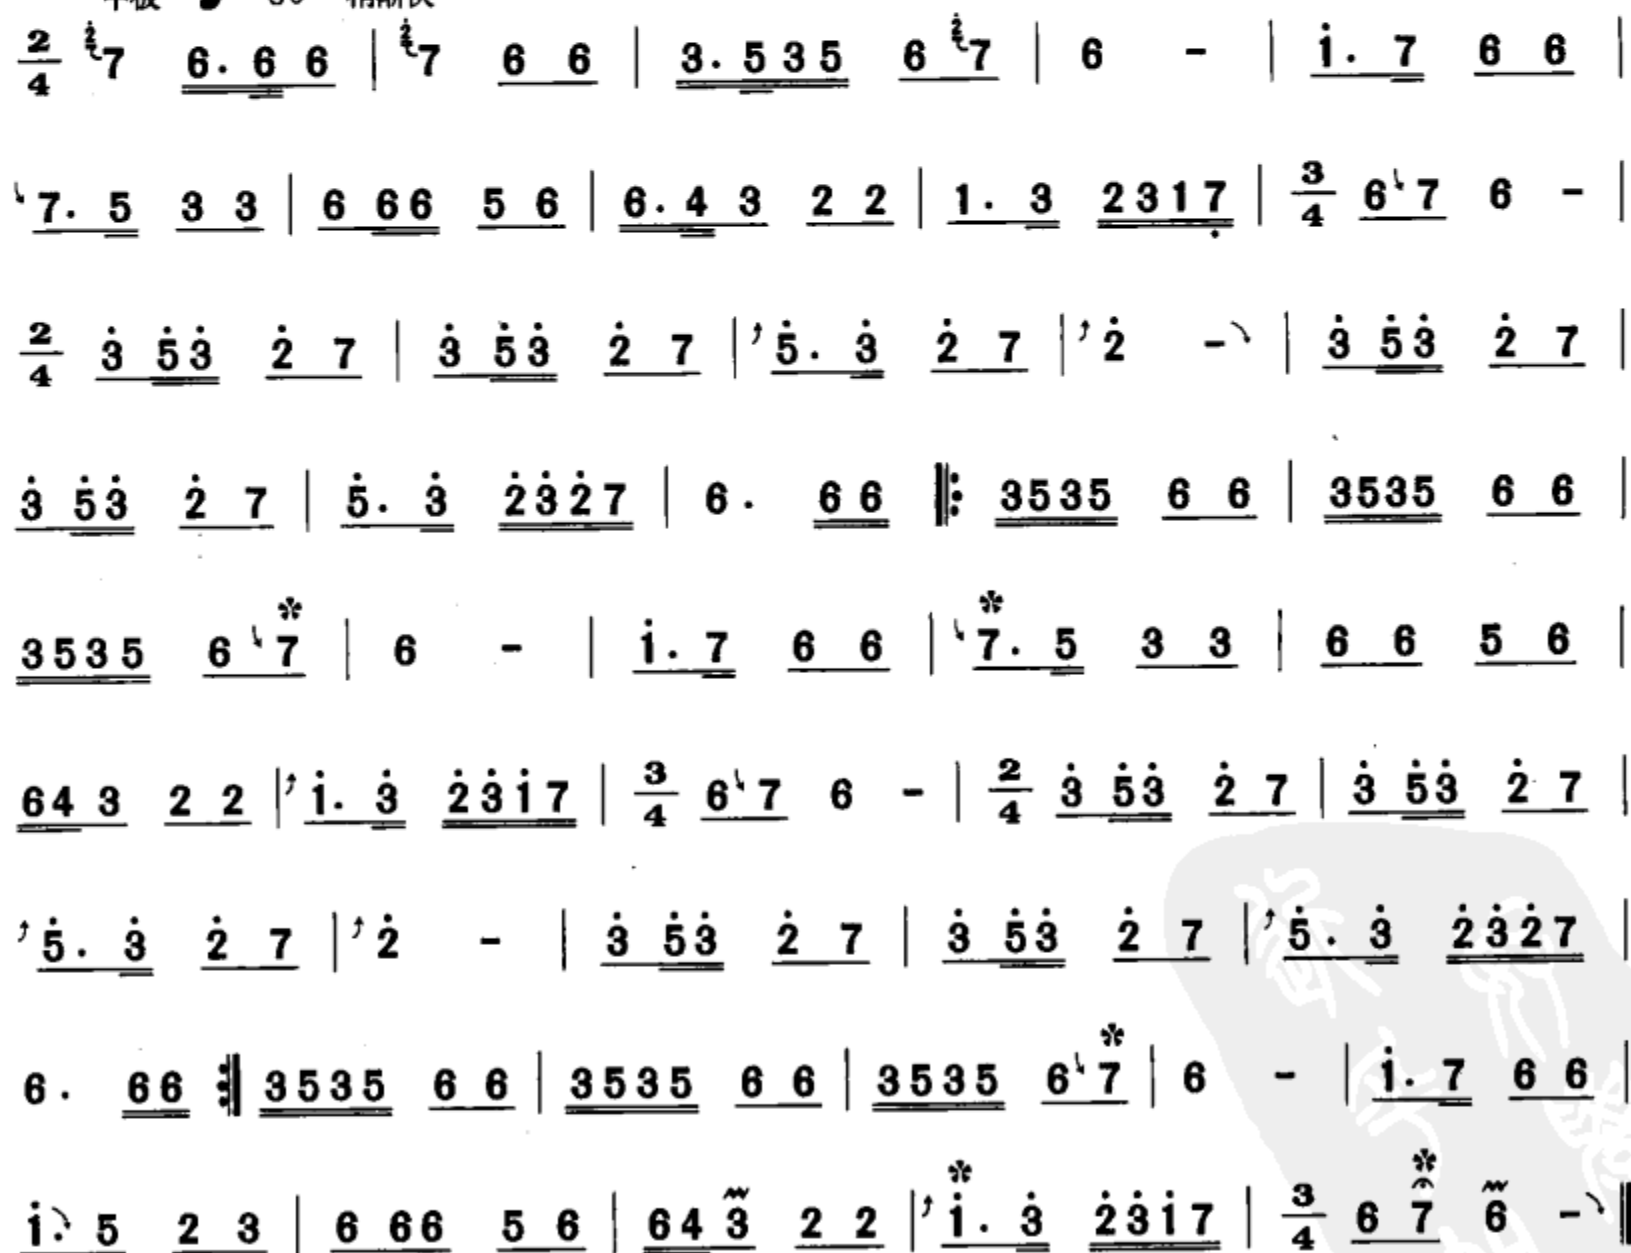 2/4 7 6. 6 6 | 7 6 6 | 3. 5 3 5 6 7 | 6 - | i. 7 6 6 |
7. 5 3 3 | 6 6 6 5 6 | 6. 4 3 2 2 | 1. 3 2 3 1 7̣ | 3/4 6 7 6 - |
2/4 3̇ 5̇ 3̇ 2̇ 7 | 3̇ 5̇ 3̇ 2̇ 7 | 5̇. 3̇ 2̇ 7 | 2̇ - | 3̇ 5̇ 3̇ 2̇ 7 |
3̇ 5̇ 3̇ 2̇ 7 | 5̇. 3̇ 2̇ 3̇ 2̇ 7 | 6. 6 6 ‖: 3 5 3 5 6 6 | 3 5 3 5 6 6 |
3 5 3 5 6 7 | 6 - | i. 7 6 6 | 7. 5 3 3 | 6 6 5 6 |
6 4 3 2 2 | i. 3̇ 2̇ 3̇ i 7 | 3/4 6 7 6 - | 2/4 3̇ 5̇ 3̇ 2̇ 7 | 3̇ 5̇ 3̇ 2̇ 7 |
5̇. 3̇ 2̇ 7 | 2̇ - | 3̇ 5̇ 3̇ 2̇ 7 | 3̇ 5̇ 3̇ 2̇ 7 | 5̇. 3̇ 2̇ 3̇ 2̇ 7 |
6. 6 6 :‖ 3 5 3 5 6 6 | 3 5 3 5 6 6 | 3 5 3 5 6 7 | 6 - | i. 7 6 6 |
i. 5 2 3 | 6 6 6 5 6 | 6 4 3 2 2 | i. 3̇ 2̇ 3̇ i 7 | 3/4 6 7 6 - ‖